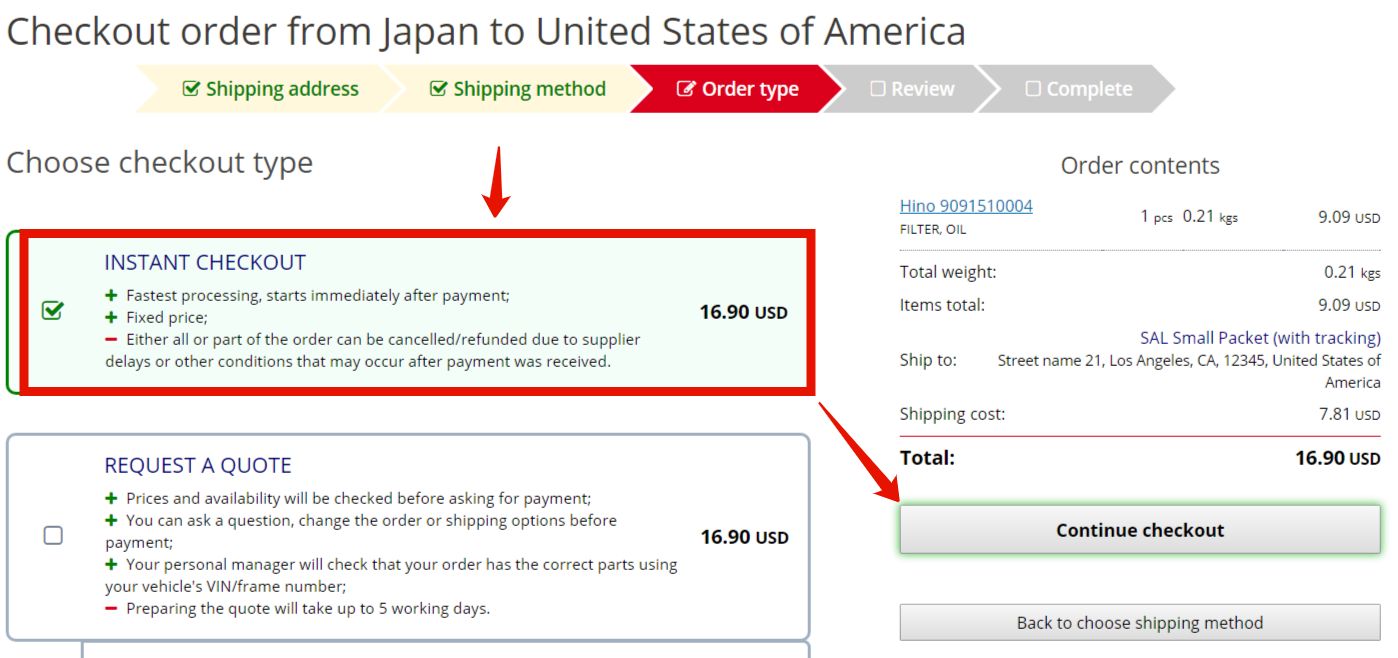 Checkout order from Japan to United States of America
Shipping address
Shipping method
Order type
Review
Complete
Choose checkout type
INSTANT CHECKOUT
+ Fastest processing, starts immediately after payment;
+ Fixed price;
− Either all or part of the order can be cancelled/refunded due to supplier
delays or other conditions that may occur after payment was received.
16.90 USD
REQUEST A QUOTE
+ Prices and availability will be checked before asking for payment;
+ You can ask a question, change the order or shipping options before
payment;
+ Your personal manager will check that your order has the correct parts using
your vehicle's VIN/frame number;
− Preparing the quote will take up to 5 working days.
16.90 USD
Order contents
Hino 9091510004
FILTER, OIL
1 pcs 0.21 kgs 9.09 USD
Total weight: 0.21 kgs
Items total: 9.09 USD
Ship to:
SAL Small Packet (with tracking)
Street name 21, Los Angeles, CA, 12345, United States of
America
Shipping cost: 7.81 USD
Total: 16.90 USD
Continue checkout
Back to choose shipping method